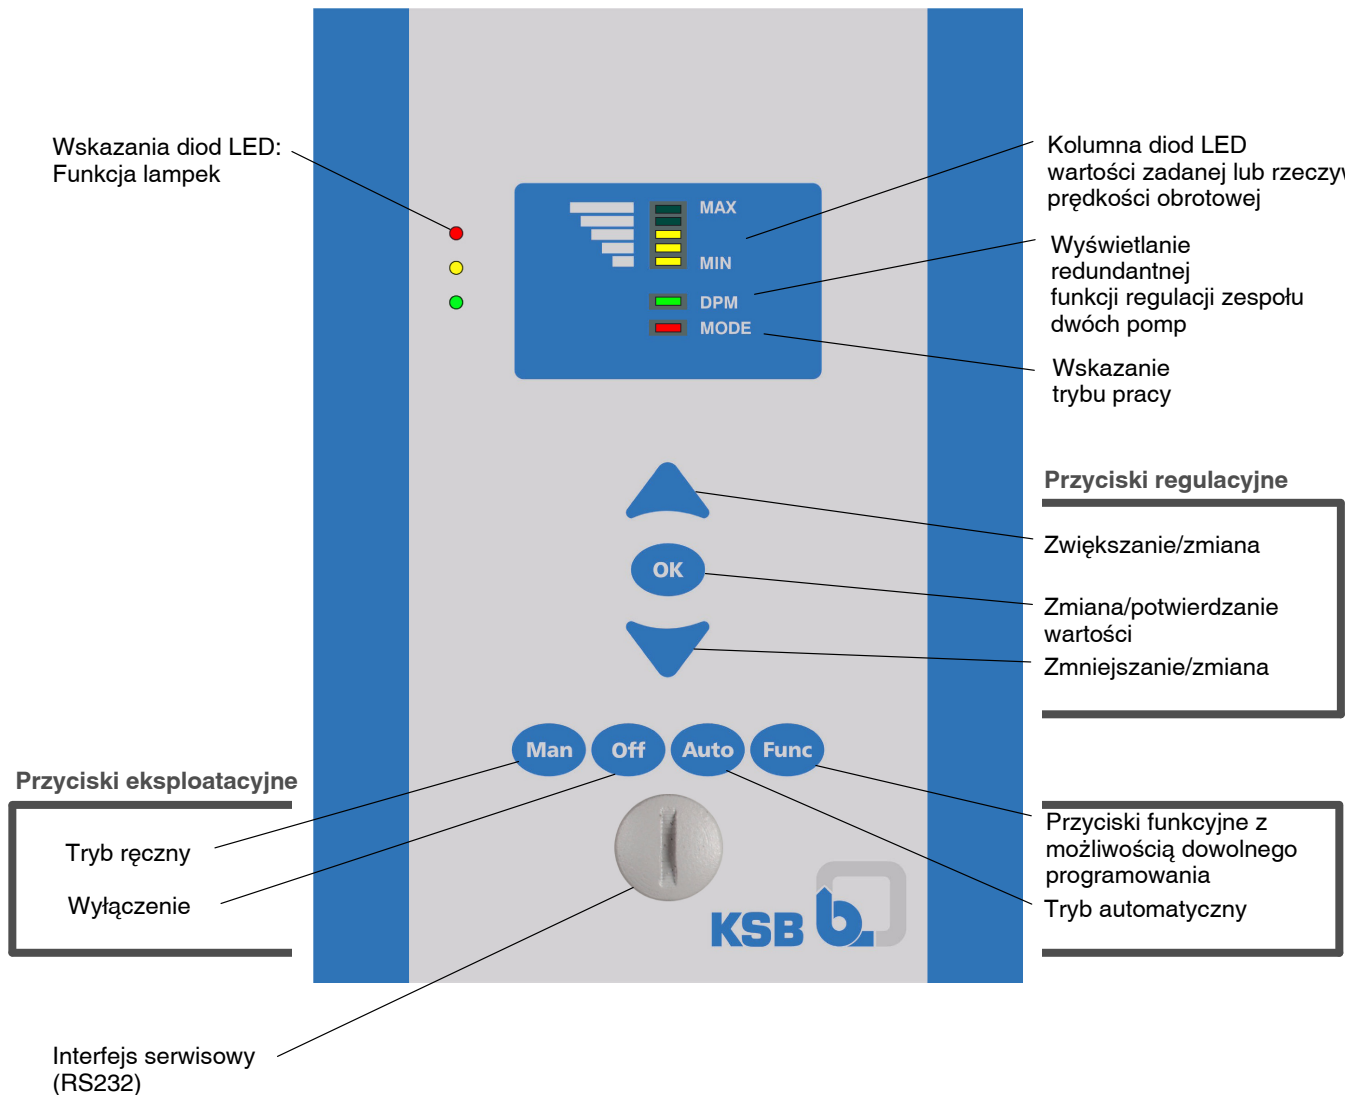 Wskazania diod LED:
Funkcja lampek
MAX
MIN
DPM
MODE
Kolumna diod LED
wartości zadanej lub
prędkości obrotowej
Wyświetlanie
redundantnej
funkcji regulacji zespołu
dwóch pomp
Wskazanie
trybu pracy
Przyciski regulacyjne
Zwiększanie/zmiana
OK
Zmiana/potwierdzanie
wartości
Zmniejszanie/zmiana
Man
Off
Auto
Func
Przyciski eksploatacyjne
Tryb ręczny
Wyłączenie
Przyciski funkcyjne z
możliwością dowolnego
programowania
Tryb automatyczny
KSB b
Interfejs serwisowy
(RS232)